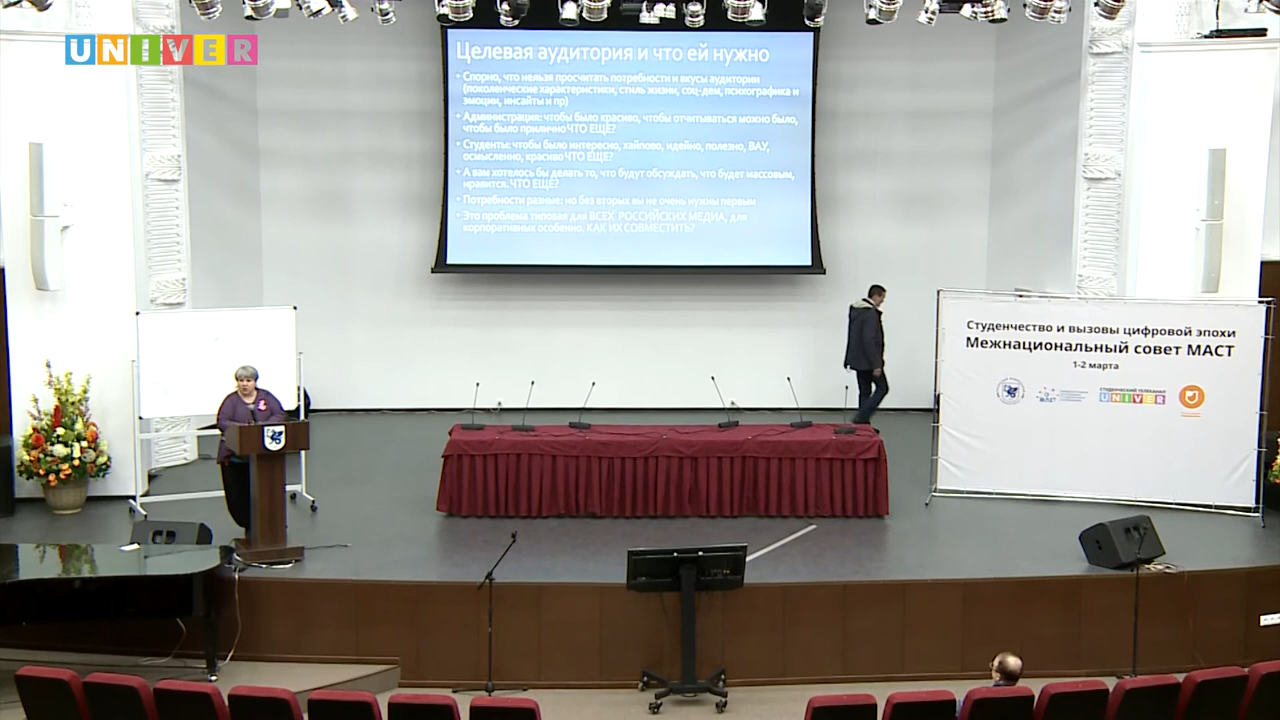 UNIVER
Целевая аудитория и что ей нужно
• Спорно, что нельзя просчитать потребности и вкусы аудитории
(поколенческие характеристики, стиль жизни, соц-дем, психографика и
эмоции, инсайты и пр)
• Администрация: чтобы было красиво, чтобы отчитываться можно было,
чтобы было прилично ЧТО ЕЩЕ?
• Студенты: чтобы было интересно, хайпово, идейно, полезно, ВАУ,
осмысленно, красиво ЧТО ЕЩЕ?
• А вам хотелось бы делать то, что будут обсуждать, что будет массовым,
нравится. ЧТО ЕЩЕ?
• Потребности разные: но без вторых вы не очень нужны первым
• Это проблема типовая для ВСЕХ РОССИЙСКИХ МЕДИА, для
корпоративных особенно. КАК ИХ СОВМЕСТИТЬ?
Студенчество и вызовы цифровой эпохи
Межнациональный совет МАСТ
1-2 марта
СТУДЕНЧЕСКИЙ ТЕЛЕКАНАЛ
UNIVER